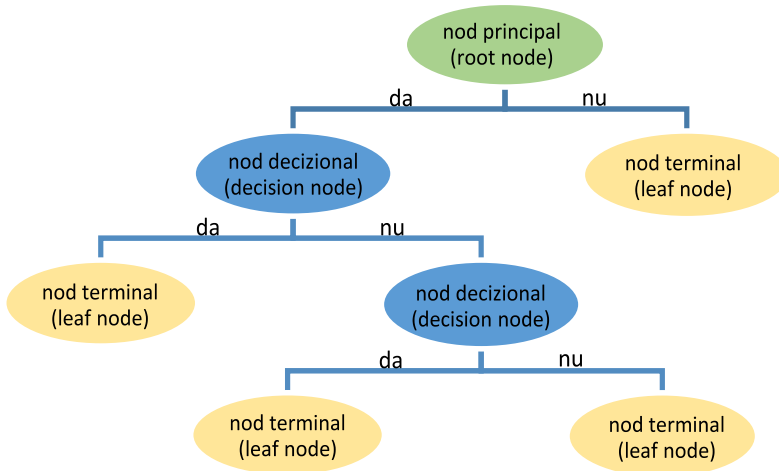 nod principal
(root node)
da
nu
nod decizional
(decision node)
nod terminal
(leaf node)
da
nu
nod terminal
(leaf node)
nod decizional
(decision node)
da
nu
nod terminal
(leaf node)
nod terminal
(leaf node)